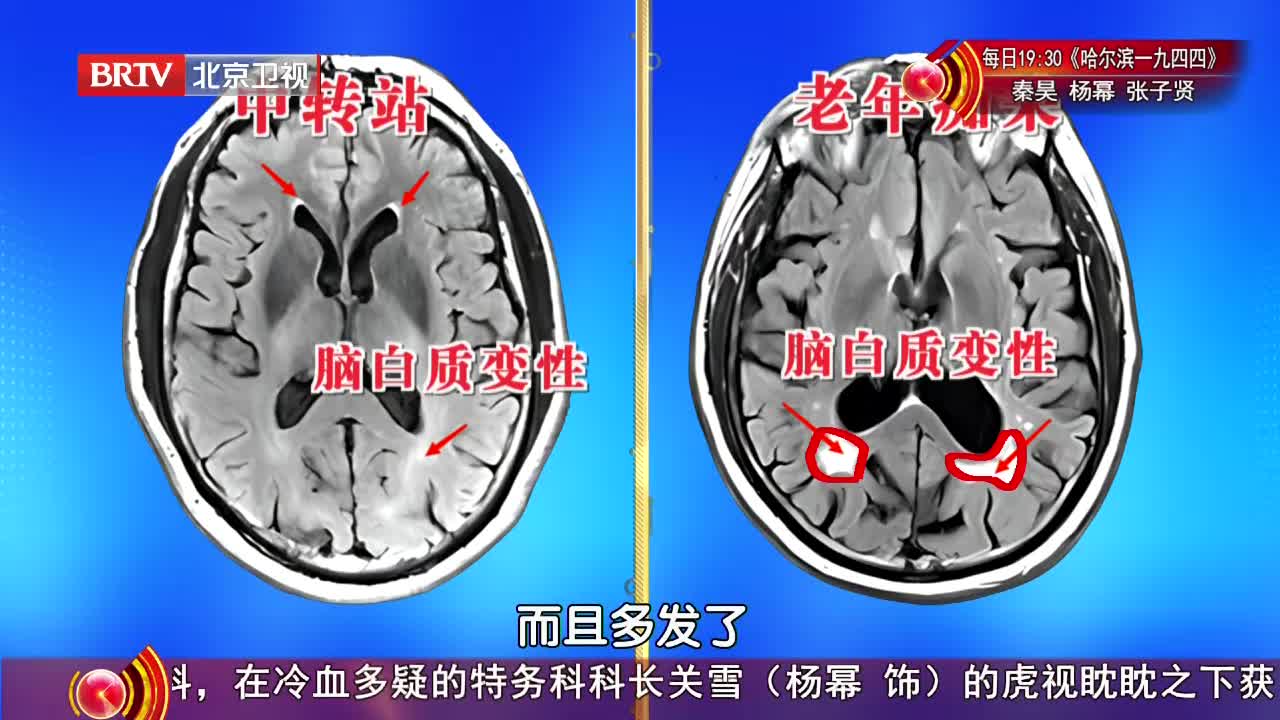 BRTV 北京卫视
每日19:30《哈尔滨一九四四》
秦昊 杨幂 张子贤
中转站
老年痴呆
脑白质变性
脑白质变性
而且多发了
科，在冷血多疑的特务科科长关雪（杨幂 饰）的虎视眈眈之下获